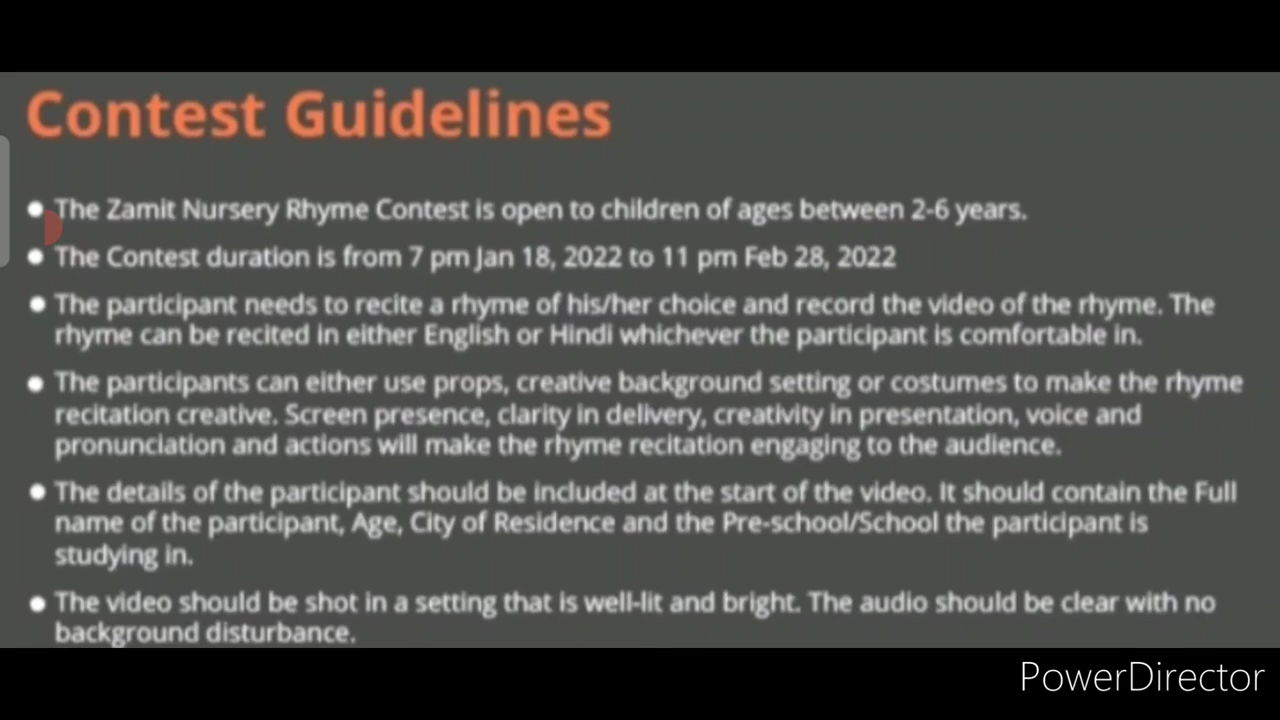 Contest Guidelines
● The Zamit Nursery Rhyme Contest is open to children of ages between 2-6 years.
● The Contest duration is from 7 pm Jan 18, 2022 to 11 pm Feb 28, 2022
● The participant needs to recite a rhyme of his/her choice and record the video of the rhyme. The
rhyme can be recited in either English or Hindi whichever the participant is comfortable in.
● The participants can either use props, creative background setting or costumes to make the rhyme
recitation creative. Screen presence, clarity in delivery, creativity in presentation, voice and
pronunciation and actions will make the rhyme recitation engaging to the audience.
● The details of the participant should be included at the start of the video. It should contain the Full
name of the participant, Age, City of Residence and the Pre-school/School the participant is
studying in.
● The video should be shot in a setting that is well-lit and bright. The audio should be clear with no
background disturbance.
PowerDirector